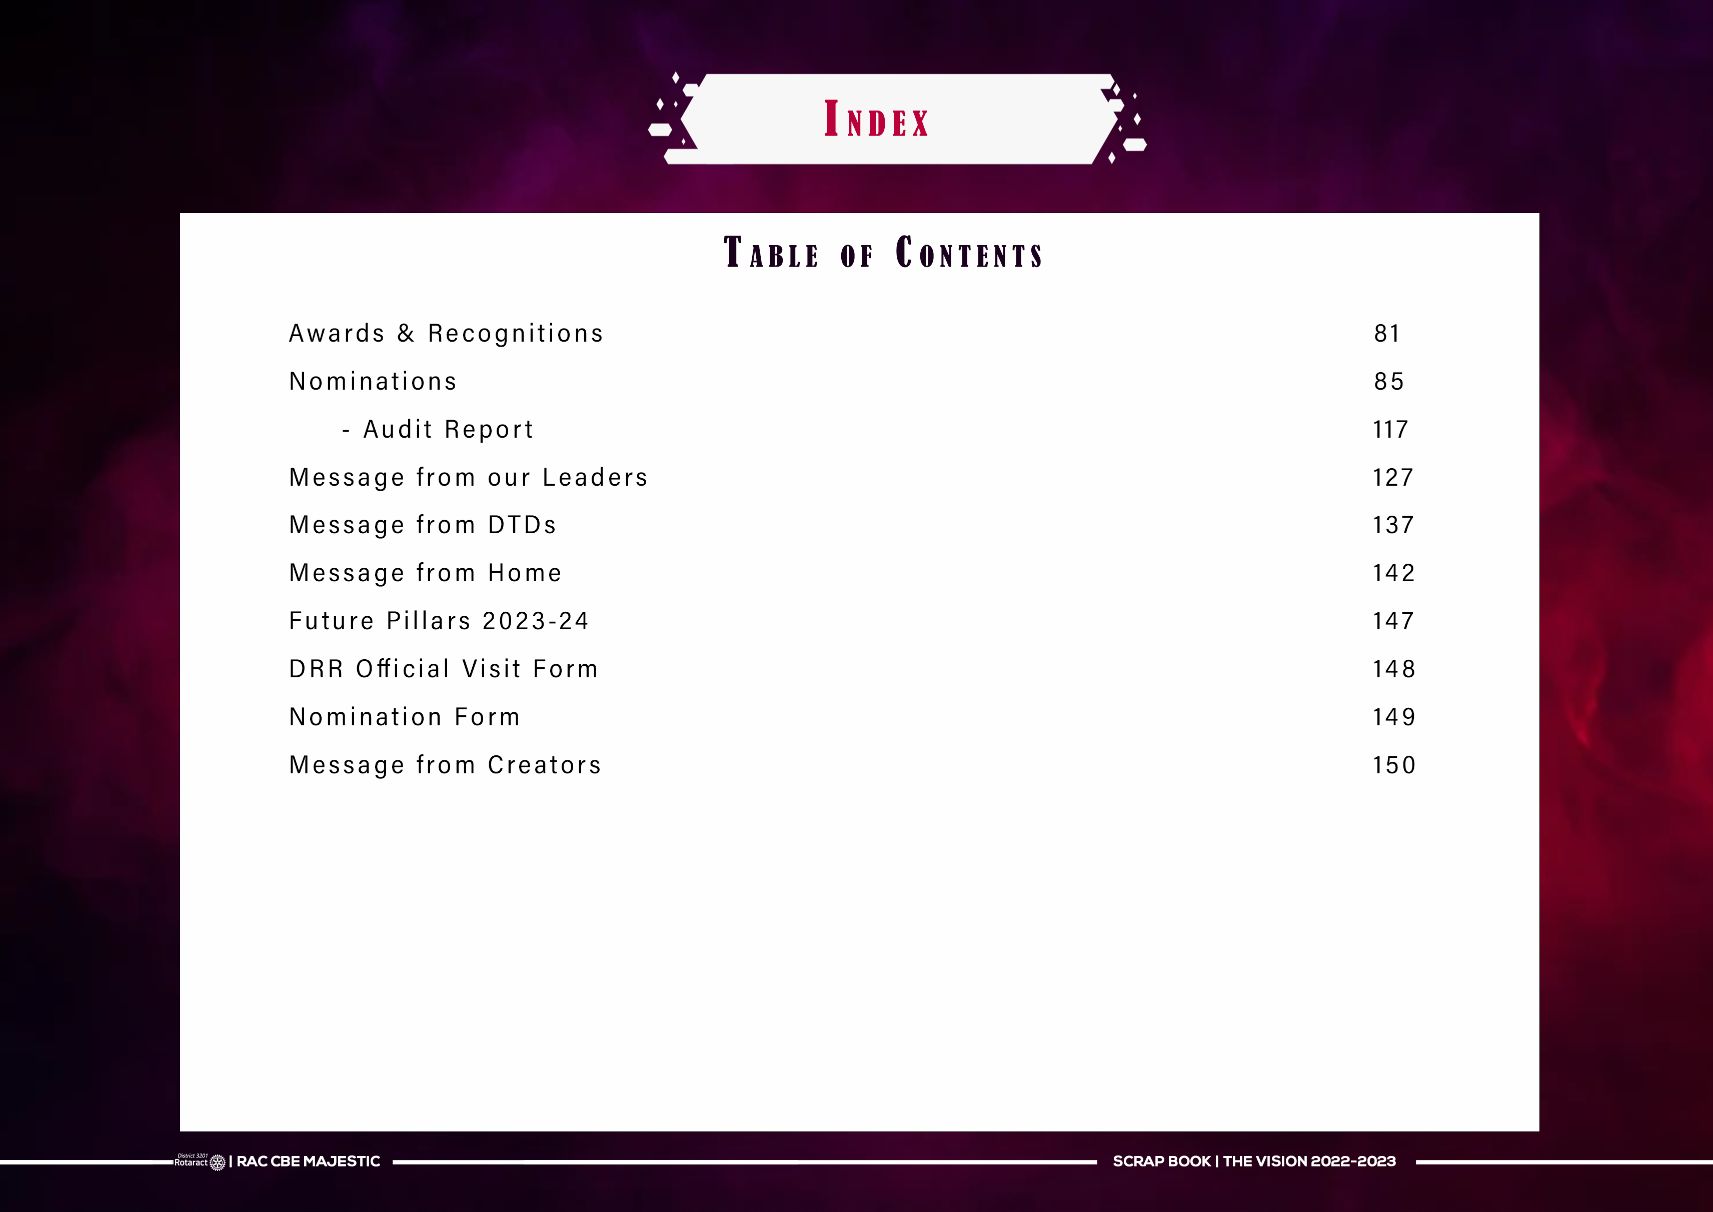 INDEX
TABLE OF CONTENTS
Awards & Recognitions 81
Nominations 85
- Audit Report 117
Message from our Leaders 127
Message from DTDs 137
Message from Home 142
Future Pillars 2023-24 147
DRR Official Visit Form 148
Nomination Form 149
Message from Creators 150
District 3201
Rotaract | RAC CBE MAJESTIC
SCRAP BOOK | THE VISION 2022-2023